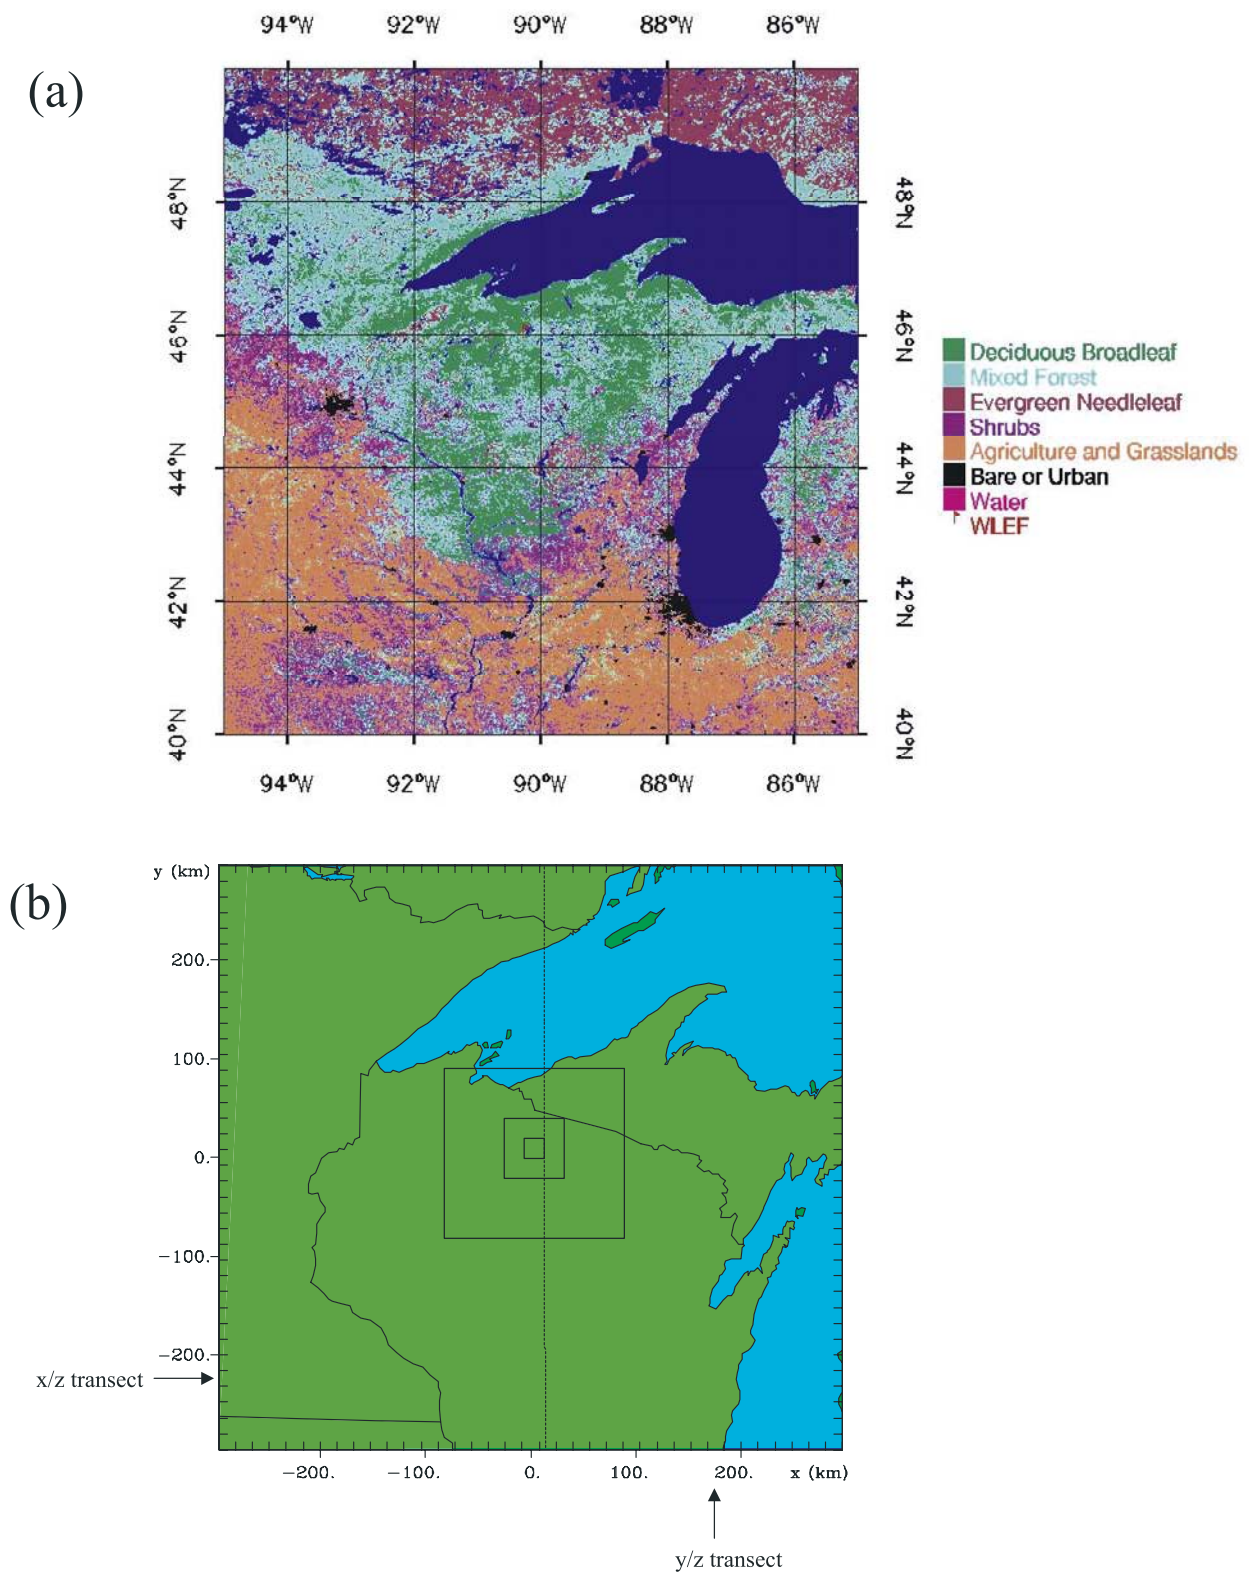 94°W 92°W 90°W 88°W 86°W
(a)
48°N 48°N
46°N 46°N
44°N 44°N
42°N 42°N
40°N 40°N
94°W 92°W 90°W 88°W 86°W
Deciduous Broadleaf
Mixed Forest
Evergreen Needleleaf
Shrubs
Agriculture and Grasslands
Bare or Urban
Water
WLEF
(b)
y (km)
200.
100.
0.
-100.
-200.
x/z transect
-200. -100. 0. 100. 200. x (km)
y/z transect